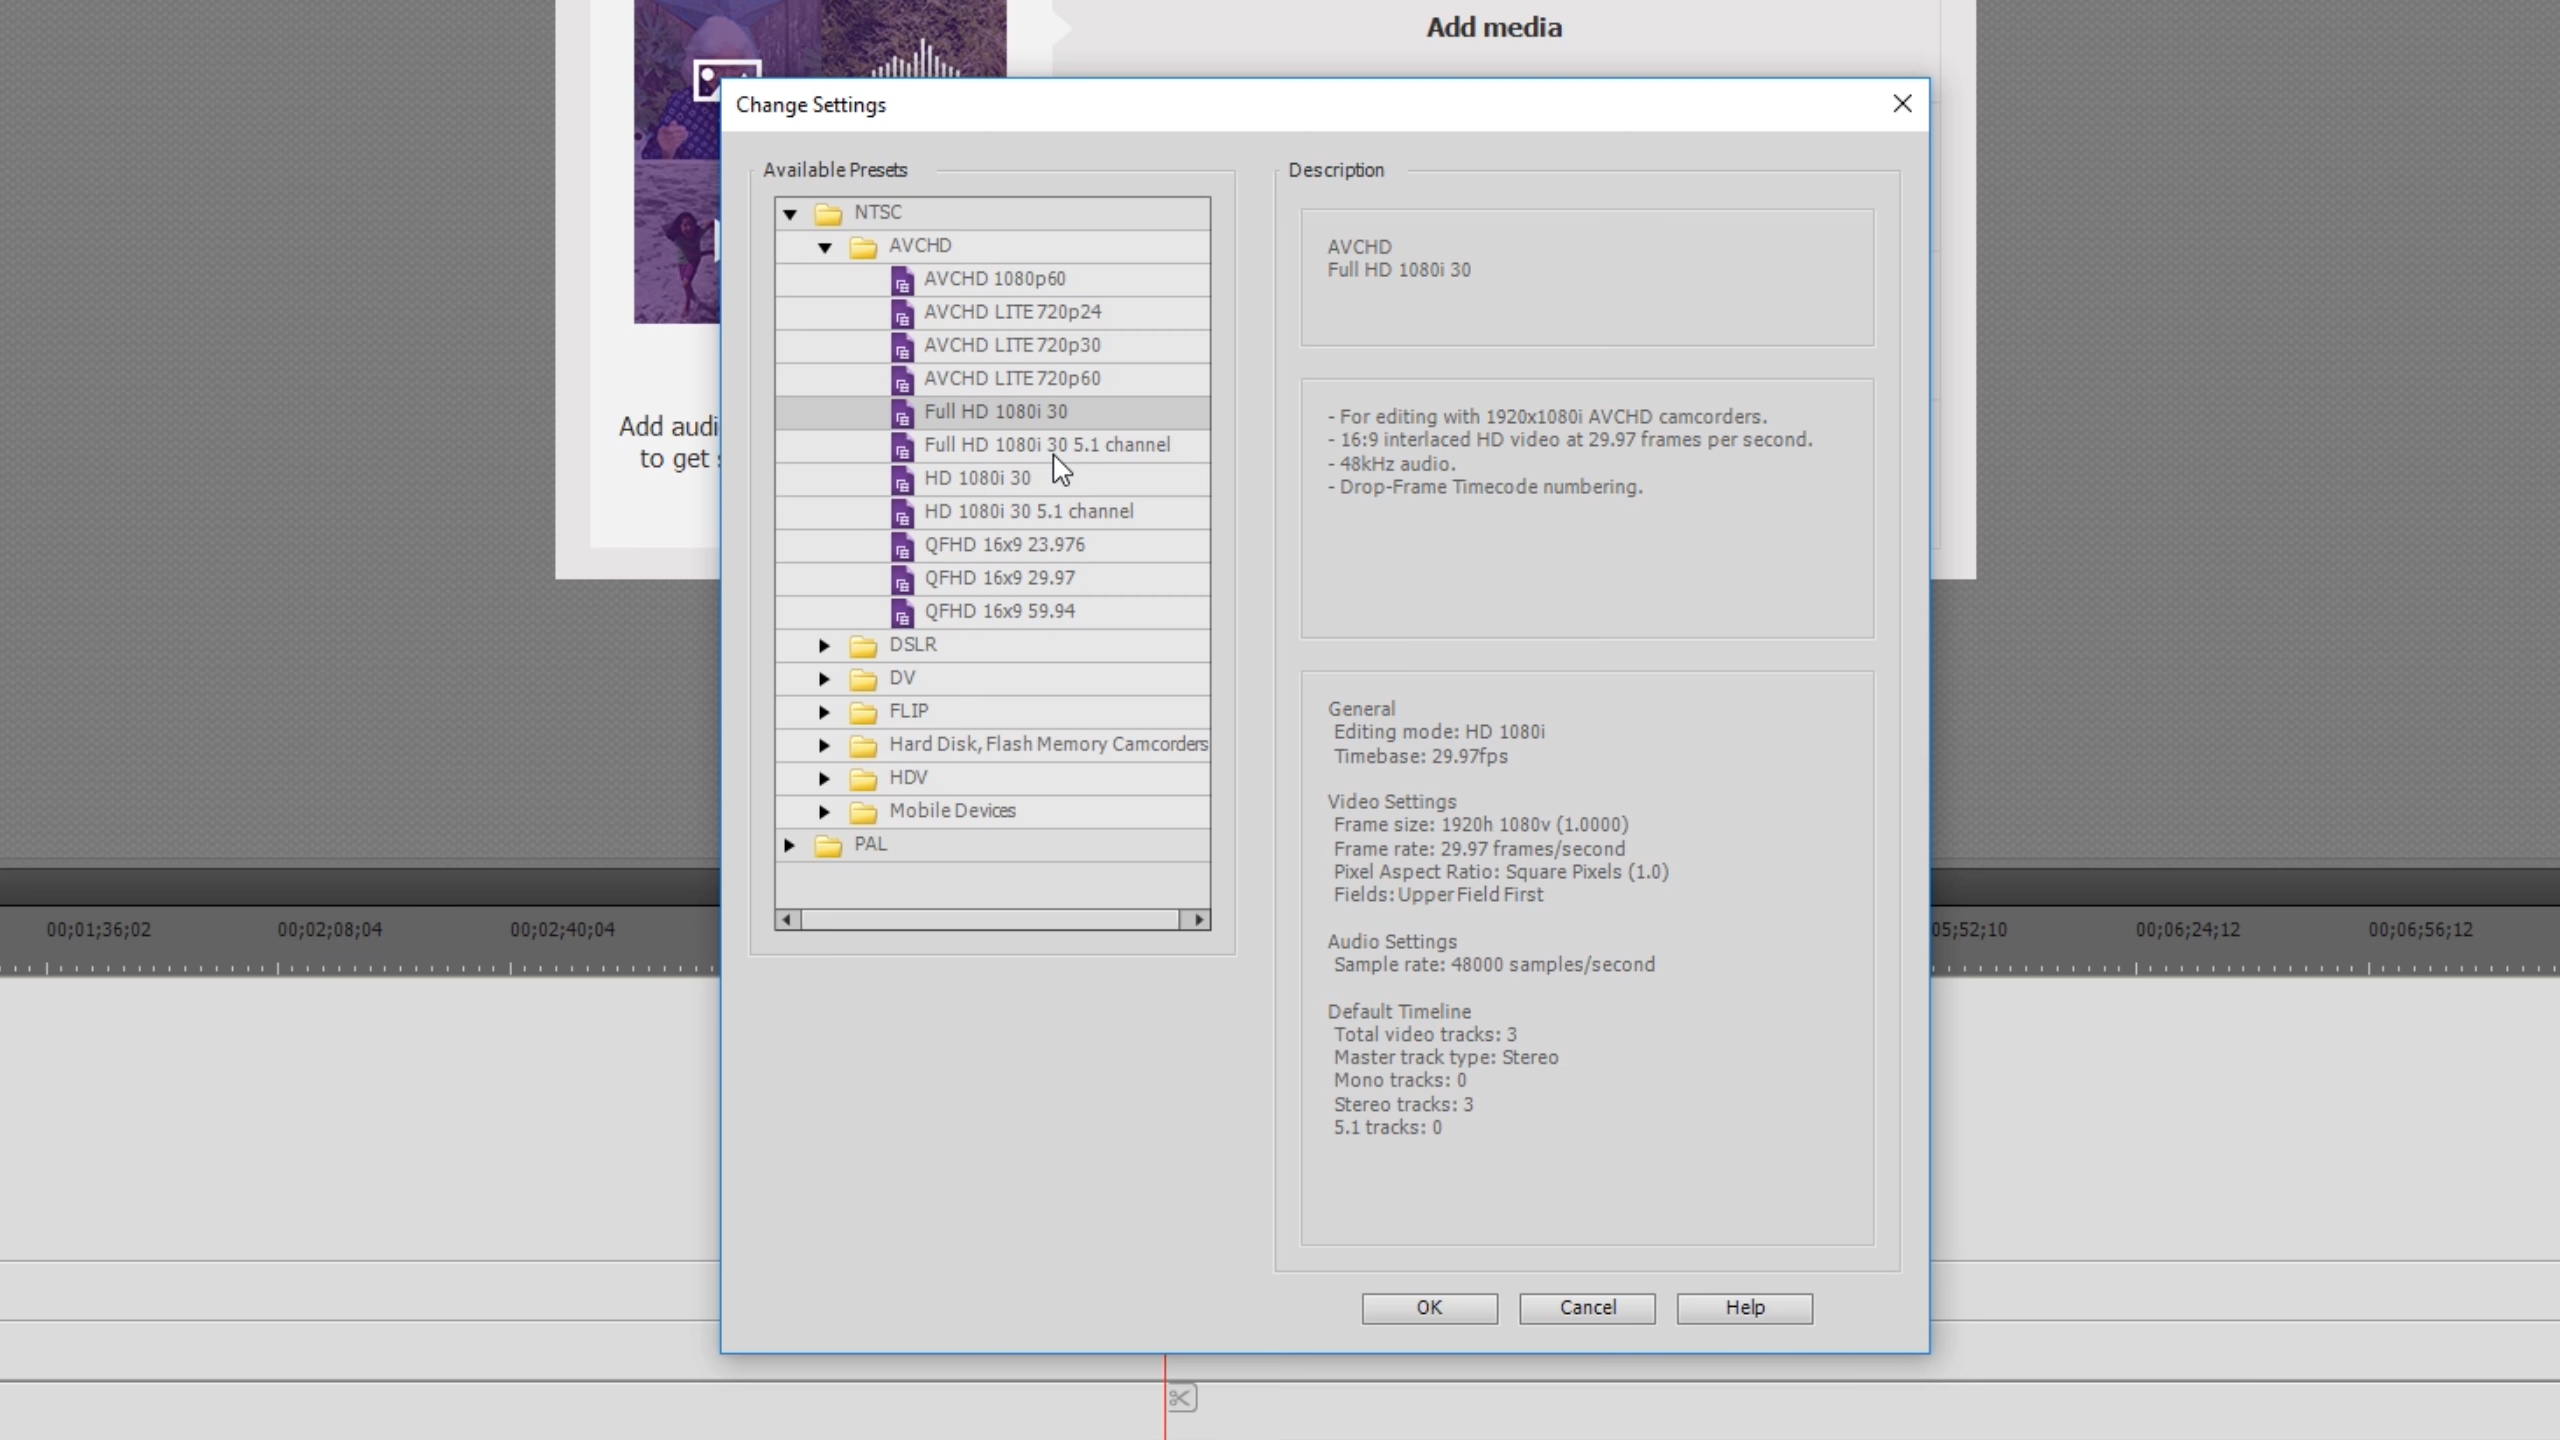 Add media
Change Settings
Available Presets
NTSC
AVCHD
AVCHD 1080p60
AVCHD LITE 720p24
AVCHD LITE 720p30
AVCHD LITE 720p60
Full HD 1080i 30
Full HD 1080i 30 5.1 channel
HD 1080i 30
HD 1080i 30 5.1 channel
QFHD 16x9 23.976
QFHD 16x9 29.97
QFHD 16x9 59.94
DSLR
DV
FLIP
Hard Disk, Flash Memory Camcorders
HDV
Mobile Devices
PAL
Description
AVCHD
Full HD 1080i 30
- For editing with 1920x1080i AVCHD camcorders.
- 16:9 interlaced HD video at 29.97 frames per second.
- 48kHz audio.
- Drop-Frame Timecode numbering.
General
Editing mode: HD 1080i
Timebase: 29.97fps
Video Settings
Frame size: 1920h 1080v (1.0000)
Frame rate: 29.97 frames/second
Pixel Aspect Ratio: Square Pixels (1.0)
Fields: Upper Field First
Audio Settings
Sample rate: 48000 samples/second
Default Timeline
Total video tracks: 3
Master track type: Stereo
Mono tracks: 0
Stereo tracks: 3
5.1 tracks: 0
OK Cancel Help
Add audi
to get
00;01;36;02 00;02;08;04 00;02;40;04 05;52;10 00;06;24;12 00;06;56;12